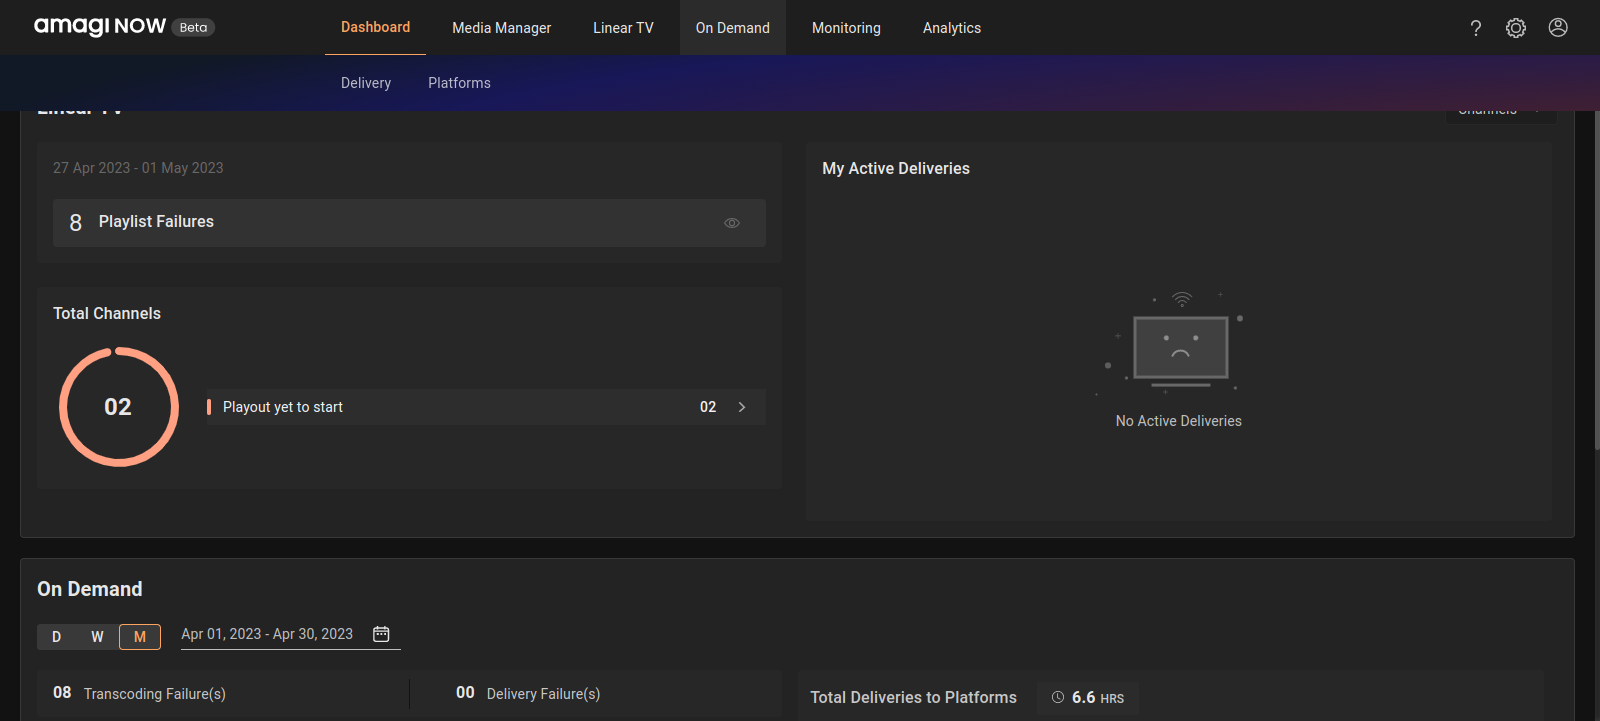 amagi NOW Beta
Dashboard Media Manager Linear TV On Demand Monitoring Analytics
?
Delivery Platforms
Linear TV
Channels
27 Apr 2023 - 01 May 2023
8 Playlist Failures
My Active Deliveries
Total Channels
02
Playout yet to start 02
No Active Deliveries
On Demand
D W M Apr 01, 2023 - Apr 30, 2023
08 Transcoding Failure(s) 00 Delivery Failure(s)
Total Deliveries to Platforms 6.6 HRS